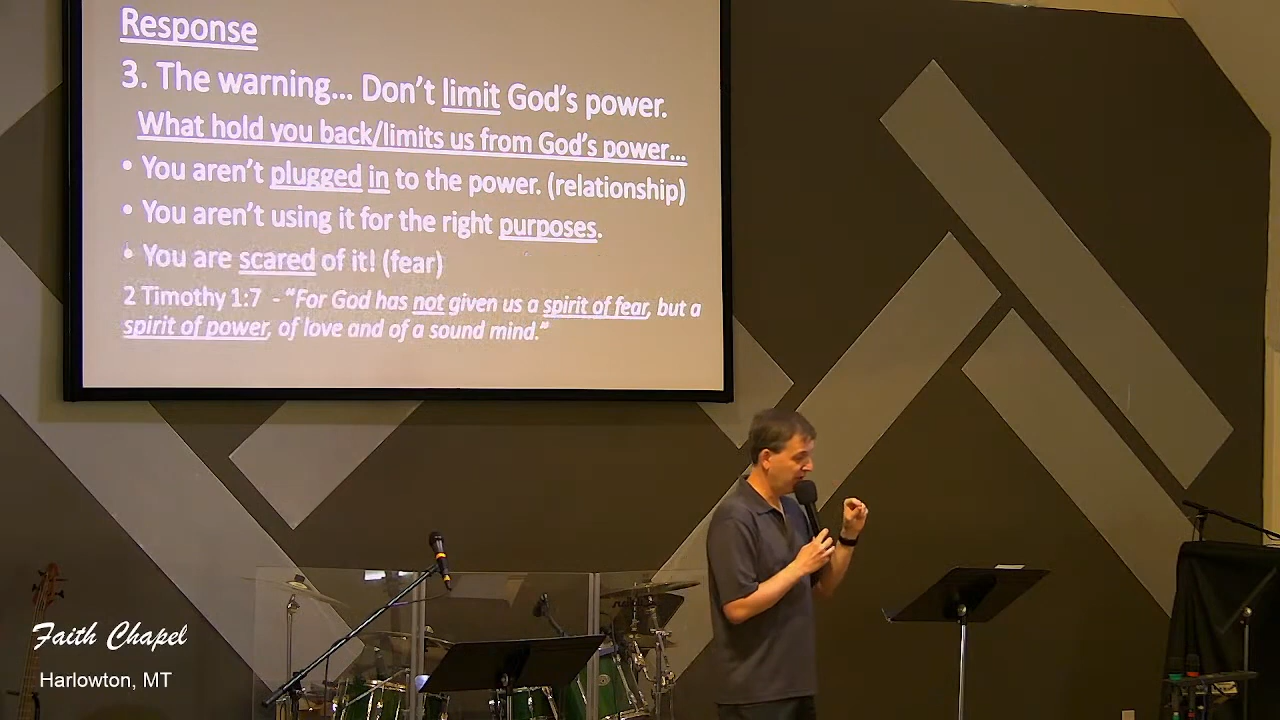 Response
3. The warning... Don't limit God's power.
What hold you back/limits us from God's power...
• You aren't plugged in to the power. (relationship)
• You aren't using it for the right purposes.
• You are scared of it! (fear)
2 Timothy 1:7 - "For God has not given us a spirit of fear, but a
spirit of power, of love and of a sound mind."
Faith Chapel
Harlowton, MT